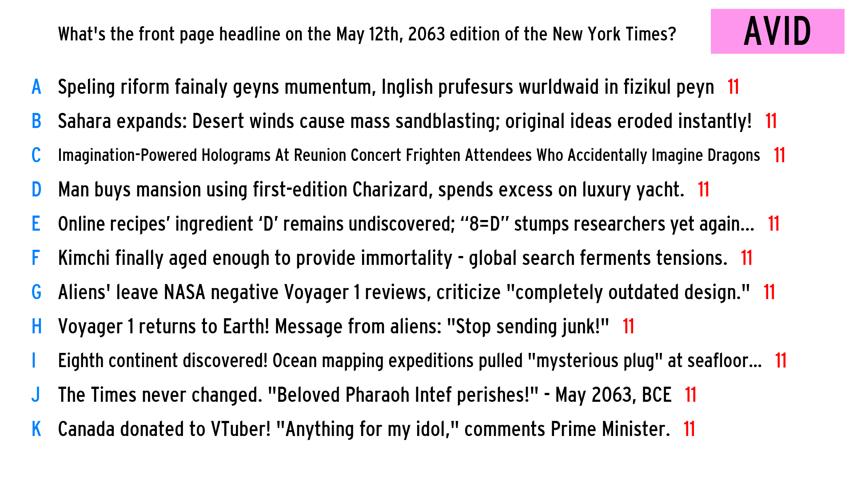 What's the front page headline on the May 12th, 2063 edition of the New York Times?
AVID
A Speling riform fainaly geyns mumentum, Inglish prufesurs wurldwaid in fizikul peyn 11
B Sahara expands: Desert winds cause mass sandblasting; original ideas eroded instantly! 11
C Imagination-Powered Holograms At Reunion Concert Frighten Attendees Who Accidentally Imagine Dragons 11
D Man buys mansion using first-edition Charizard, spends excess on luxury yacht. 11
E Online recipes’ ingredient ‘D’ remains undiscovered; “8=D” stumps researchers yet again... 11
F Kimchi finally aged enough to provide immortality - global search ferments tensions. 11
G Aliens' leave NASA negative Voyager 1 reviews, criticize "completely outdated design." 11
H Voyager 1 returns to Earth! Message from aliens: "Stop sending junk!" 11
I Eighth continent discovered! Ocean mapping expeditions pulled "mysterious plug" at seafloor... 11
J The Times never changed. "Beloved Pharaoh Intef perishes!" - May 2063, BCE 11
K Canada donated to VTuber! "Anything for my idol," comments Prime Minister. 11